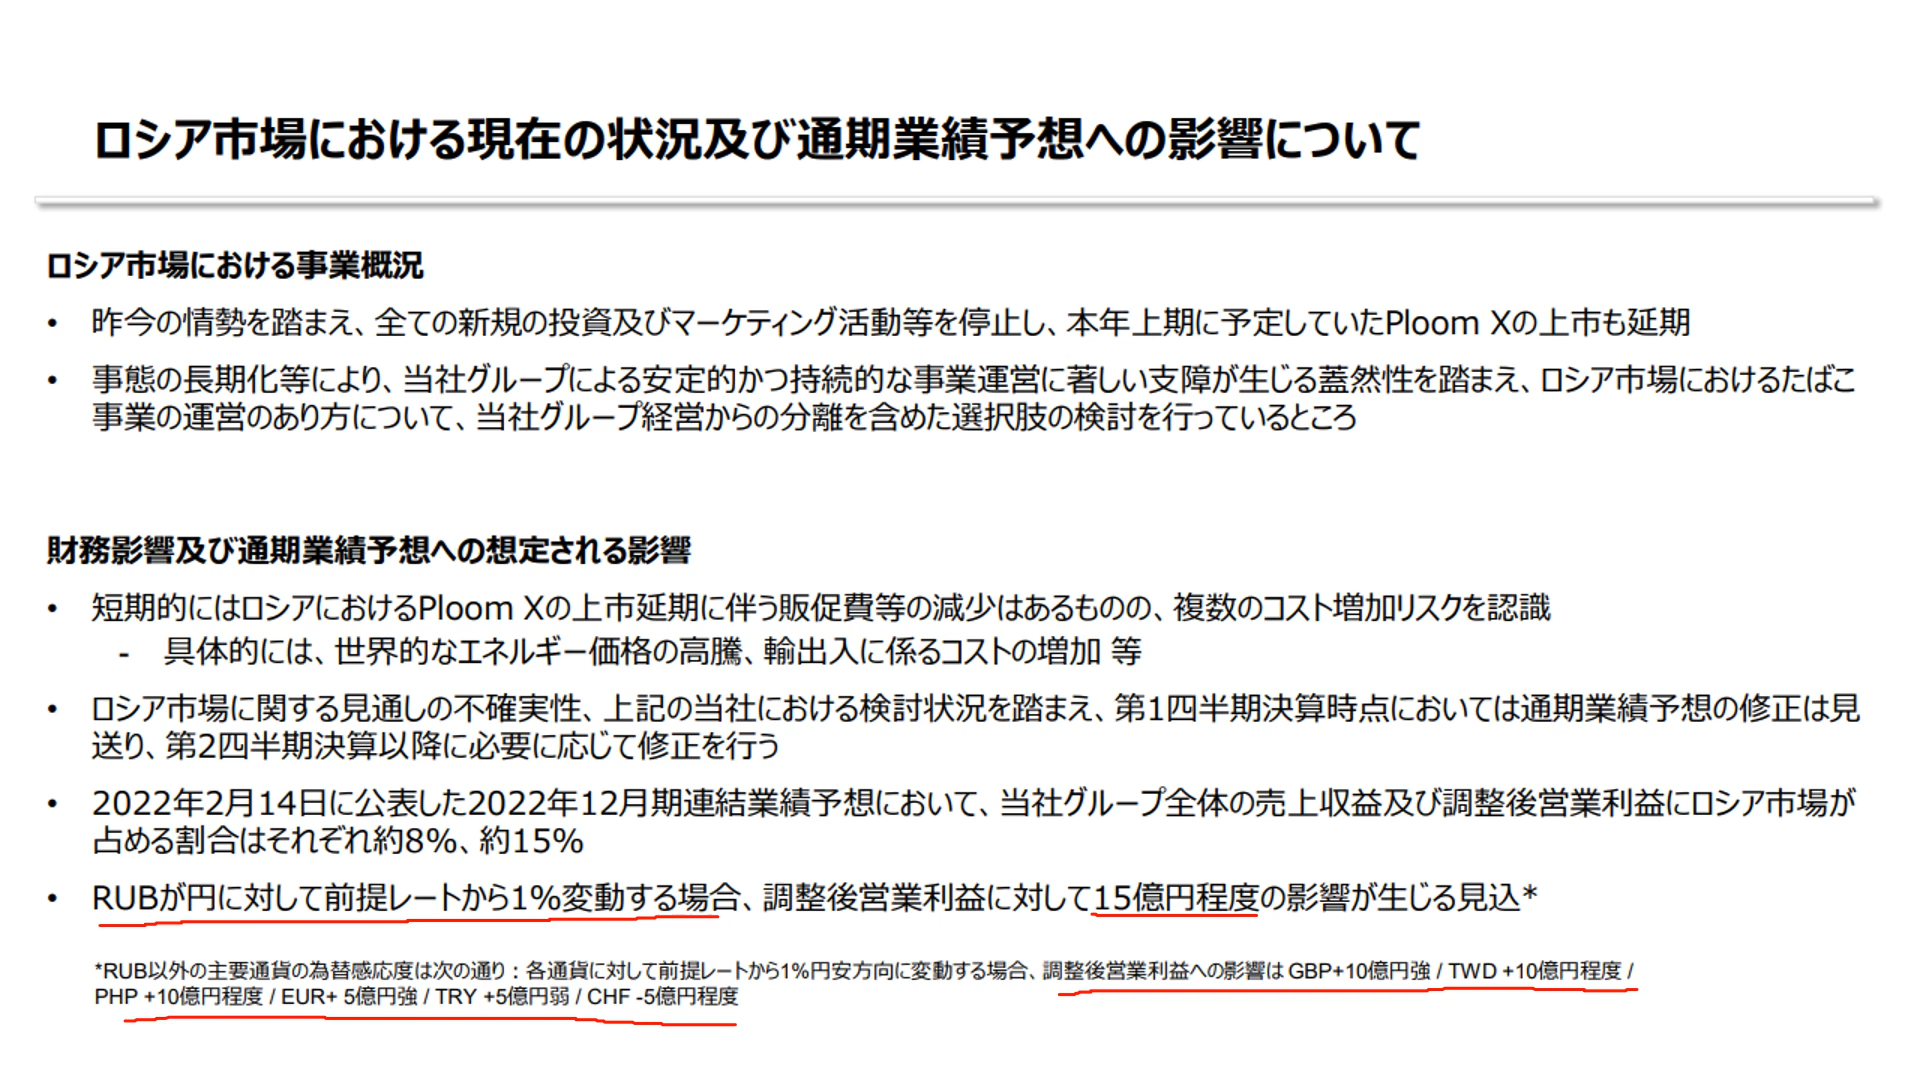 ロシア市場における現在の状況及び通期業績予想への影響について
ロシア市場における事業概況
• 昨今の情勢を踏まえ、全ての新規の投資及びマーケティング活動等を停止し、本年上期に予定していたPloom Xの上市も延期
• 事態の長期化等により、当社グループによる安定的かつ持続的な事業運営に著しい支障が生じる蓋然性を踏まえ、ロシア市場におけるたばこ
事業の運営のあり方について、当社グループ経営からの分離を含めた選択肢の検討を行っているところ
財務影響及び通期業績予想への想定される影響
• 短期的にはロシアにおけるPloom Xの上市延期に伴う販促費等の減少はあるものの、複数のコスト増加リスクを認識
- 具体的には、世界的なエネルギー価格の高騰、輸出入に係るコストの増加 等
• ロシア市場に関する見通しの不確実性、上記の当社における検討状況を踏まえ、第1四半期決算時点においては通期業績予想の修正は見
送り、第2四半期決算以降に必要に応じて修正を行う
• 2022年2月14日に公表した2022年12月期連結業績予想において、当社グループ全体の売上収益及び調整後営業利益にロシア市場が
占める割合はそれぞれ約8%、約15%
• RUBが円に対して前提レートから1%変動する場合、調整後営業利益に対して15億円程度の影響が生じる見込*
*RUB以外の主要通貨の為替感応度は次の通り：各通貨に対して前提レートから1%円安方向に変動する場合、調整後営業利益への影響は GBP+10億円強 / TWD +10億円程度 /
PHP +10億円程度 / EUR+ 5億円強 / TRY +5億円弱 / CHF -5億円程度